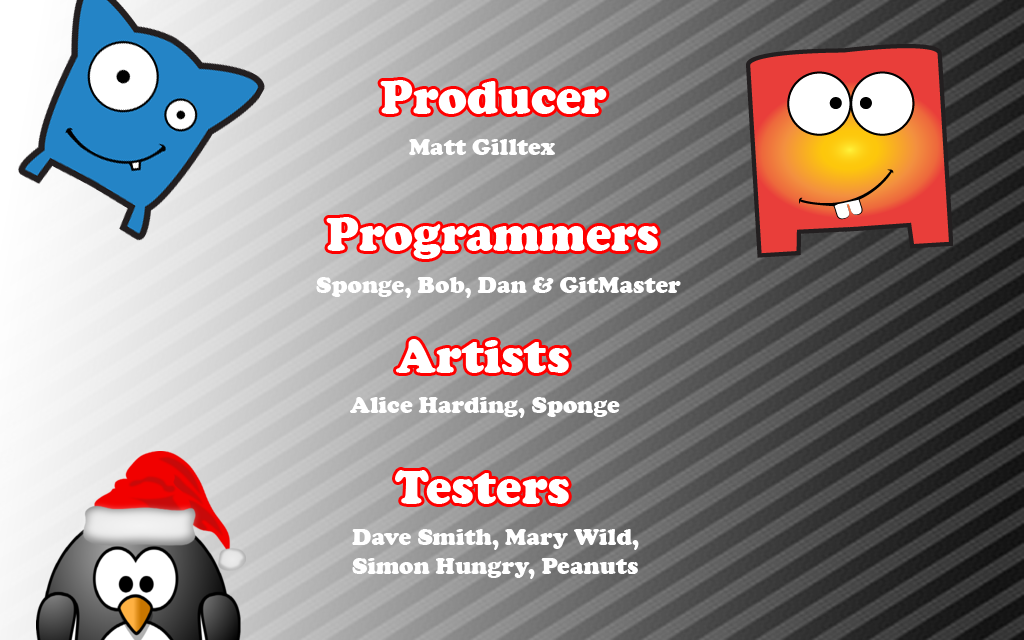 Producer
Matt Gilltex
Programmers
Sponge, Bob, Dan & GitMaster
Artists
Alice Harding, Sponge
Testers
Dave Smith, Mary Wild,
Simon Hungry, Peanuts